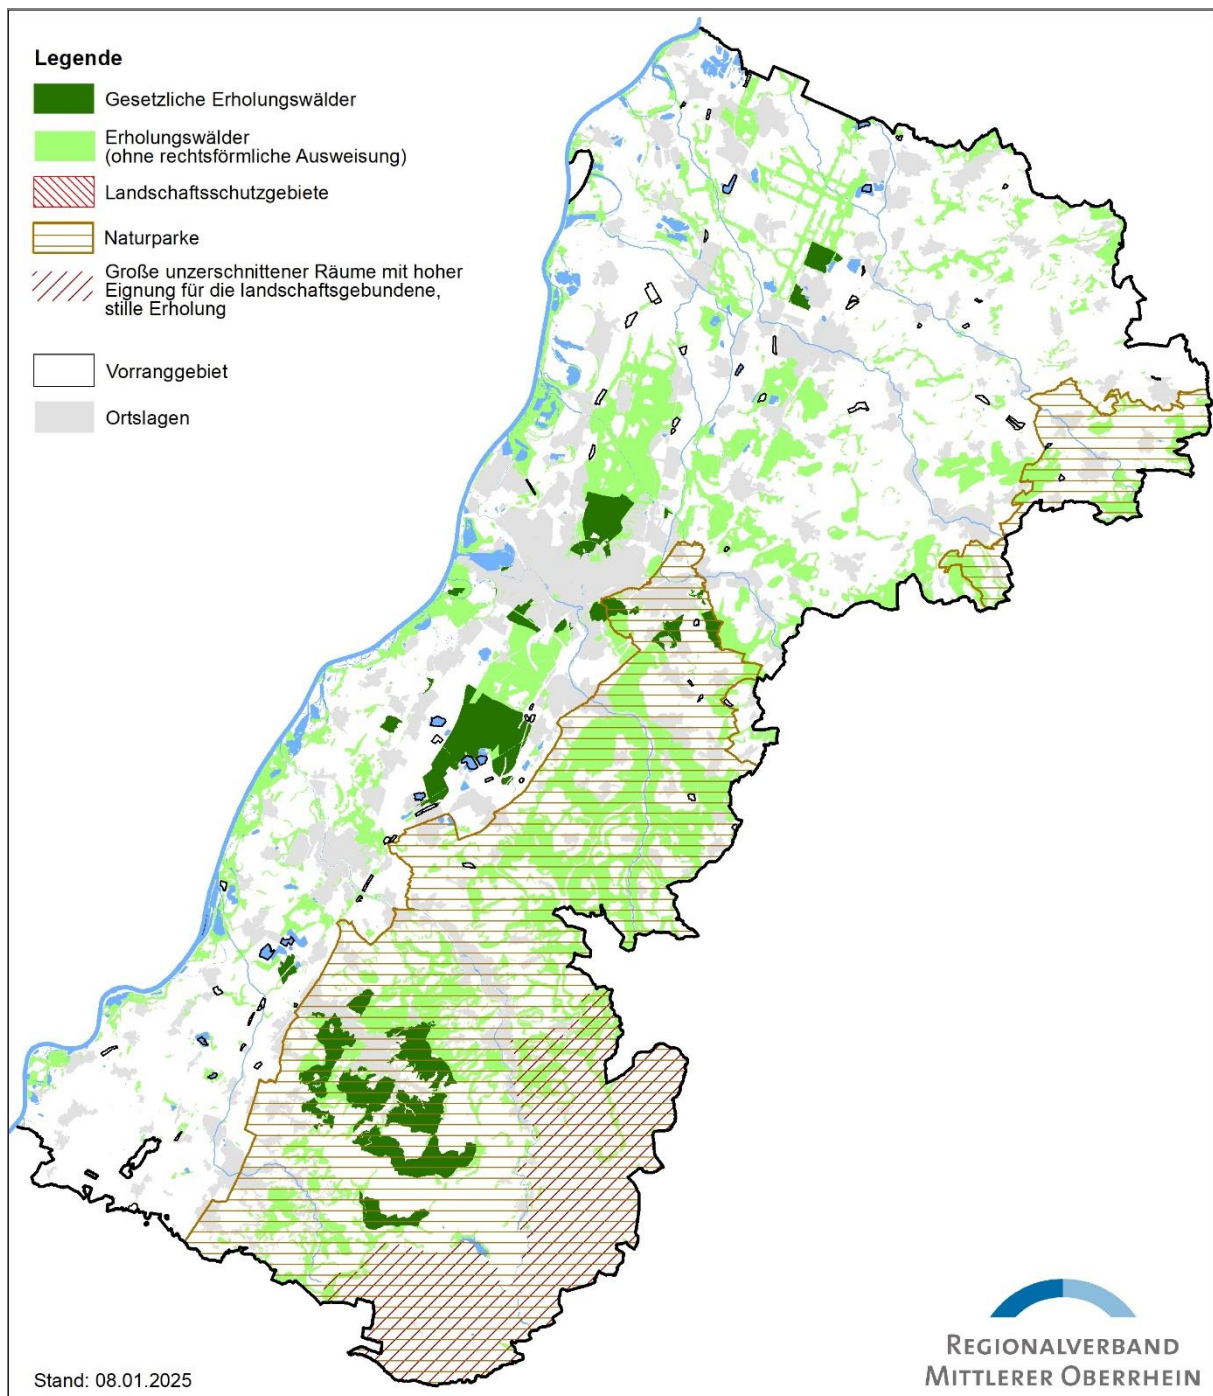 Legende
Gesetzliche Erholungswälder
Erholungswälder
(ohne rechtsförmliche Ausweisung)
Landschaftsschutzgebiete
Naturparke
Große unzerschnittener Räume mit hoher
Eignung für die landschaftsgebundene,
stille Erholung
Vorranggebiet
Ortslagen
Stand: 08.01.2025
REGIONALVERBAND
MITTLERER OBERRHEIN